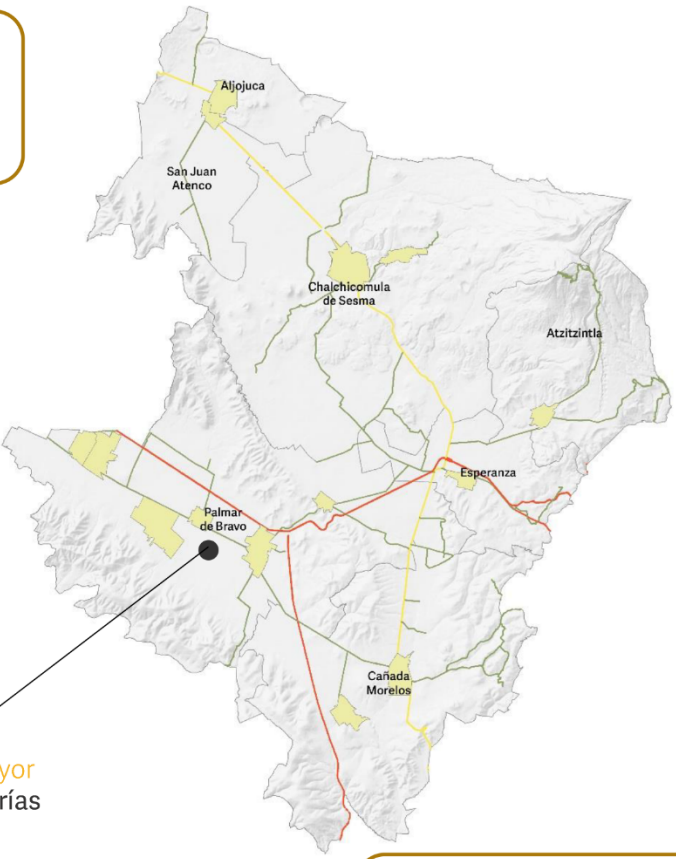 Aljojuca
San Juan
Atenco
Chalchicomula
de Sesma
Atzitzintla
Esperanza
Palmar
de Bravo
Cañada
Morelos
yor
rías